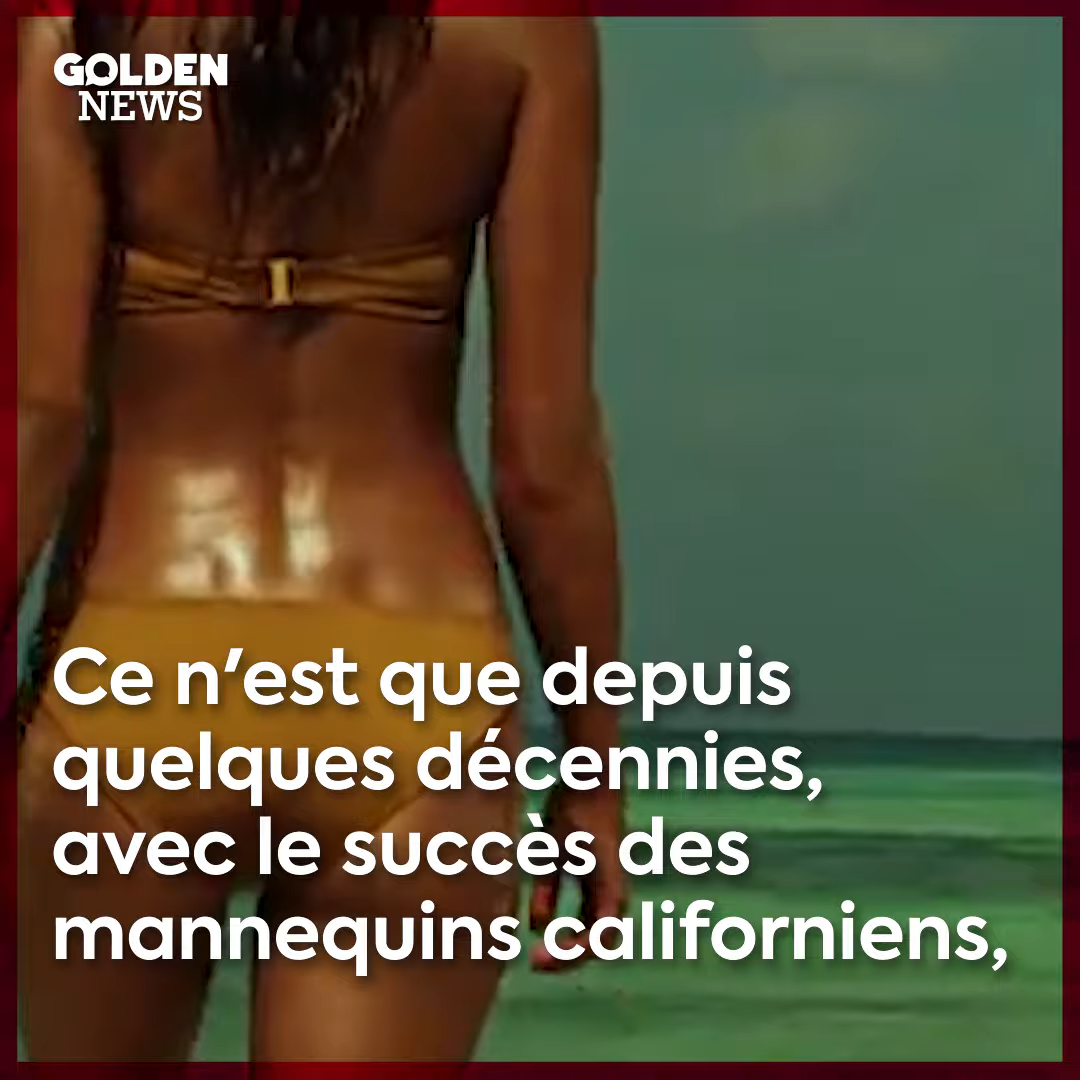 GOLDEN
NEWS
Ce n’est que depuis
quelques décennies,
avec le succès des
mannequins californiens,